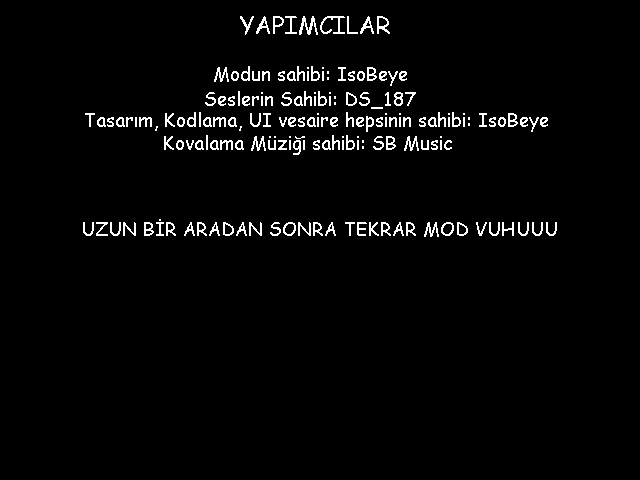 YAPIMCILAR
Modun sahibi: IsoBeye
Seslerin Sahibi: DS_187
Tasarım, Kodlama, UI vesaire hepsinin sahibi: IsoBeye
Kovalama Müziği sahibi: SB Music
UZUN BİR ARADAN SONRA TEKRAR MOD VUHUUU